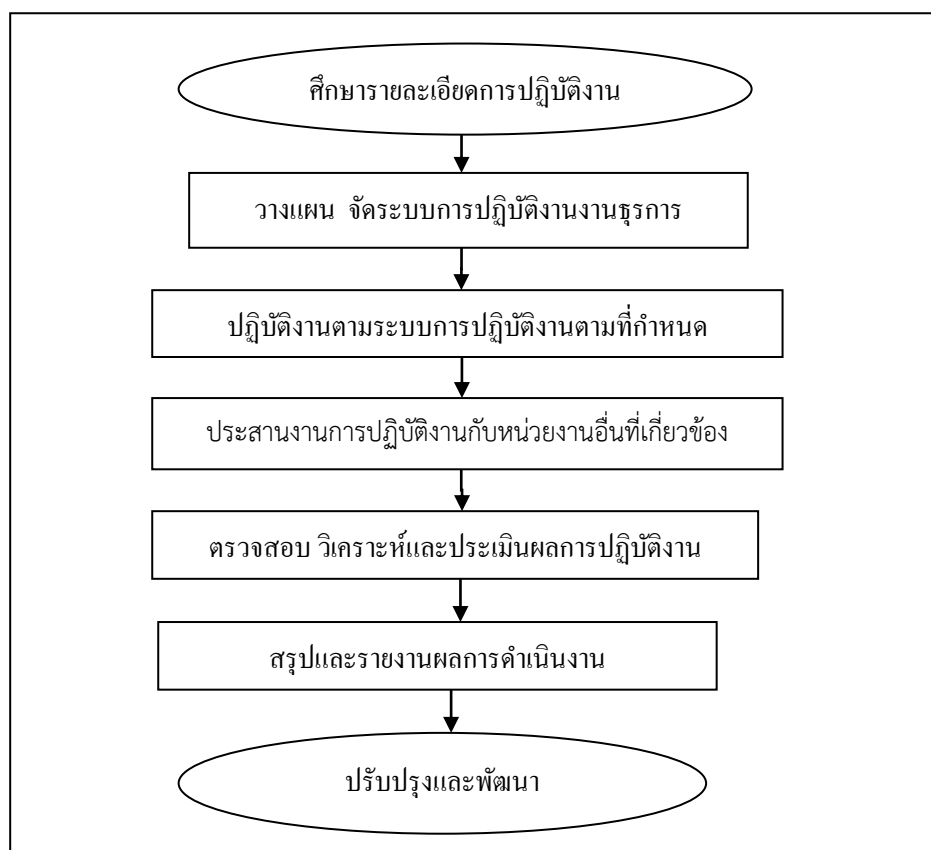 ศึกษารายละเอียดการปฏิบัติงาน
วางแผน จัดระบบการปฏิบัติงานงานธุรการ
ปฏิบัติงานตามระบบการปฏิบัติงานตามที่กำหนด
ประสานงานการปฏิบัติงานกับหน่วยงานอื่นที่เกี่ยวข้อง
ตรวจสอบ วิเคราะห์และประเมินผลการปฏิบัติงาน
สรุปและรายงานผลการดำเนินงาน
ปรับปรุงและพัฒนา